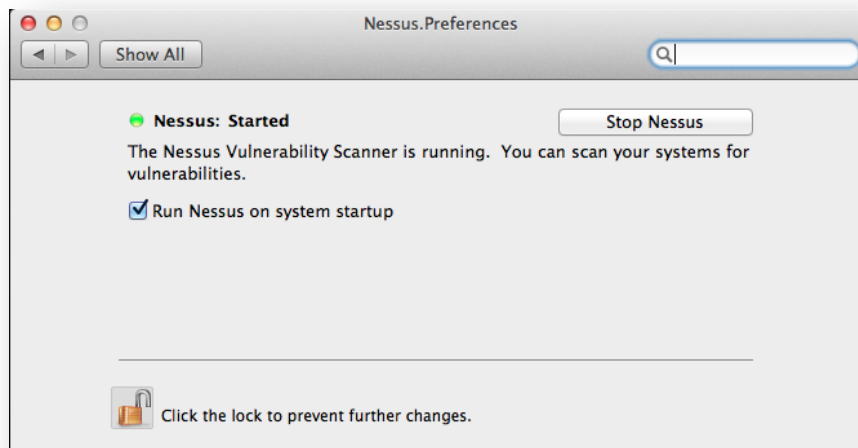 Nessus.Preferences
Show All
Nessus: Started
Stop Nessus
The Nessus Vulnerability Scanner is running. You can scan your systems for
vulnerabilities.
Run Nessus on system startup
Click the lock to prevent further changes.